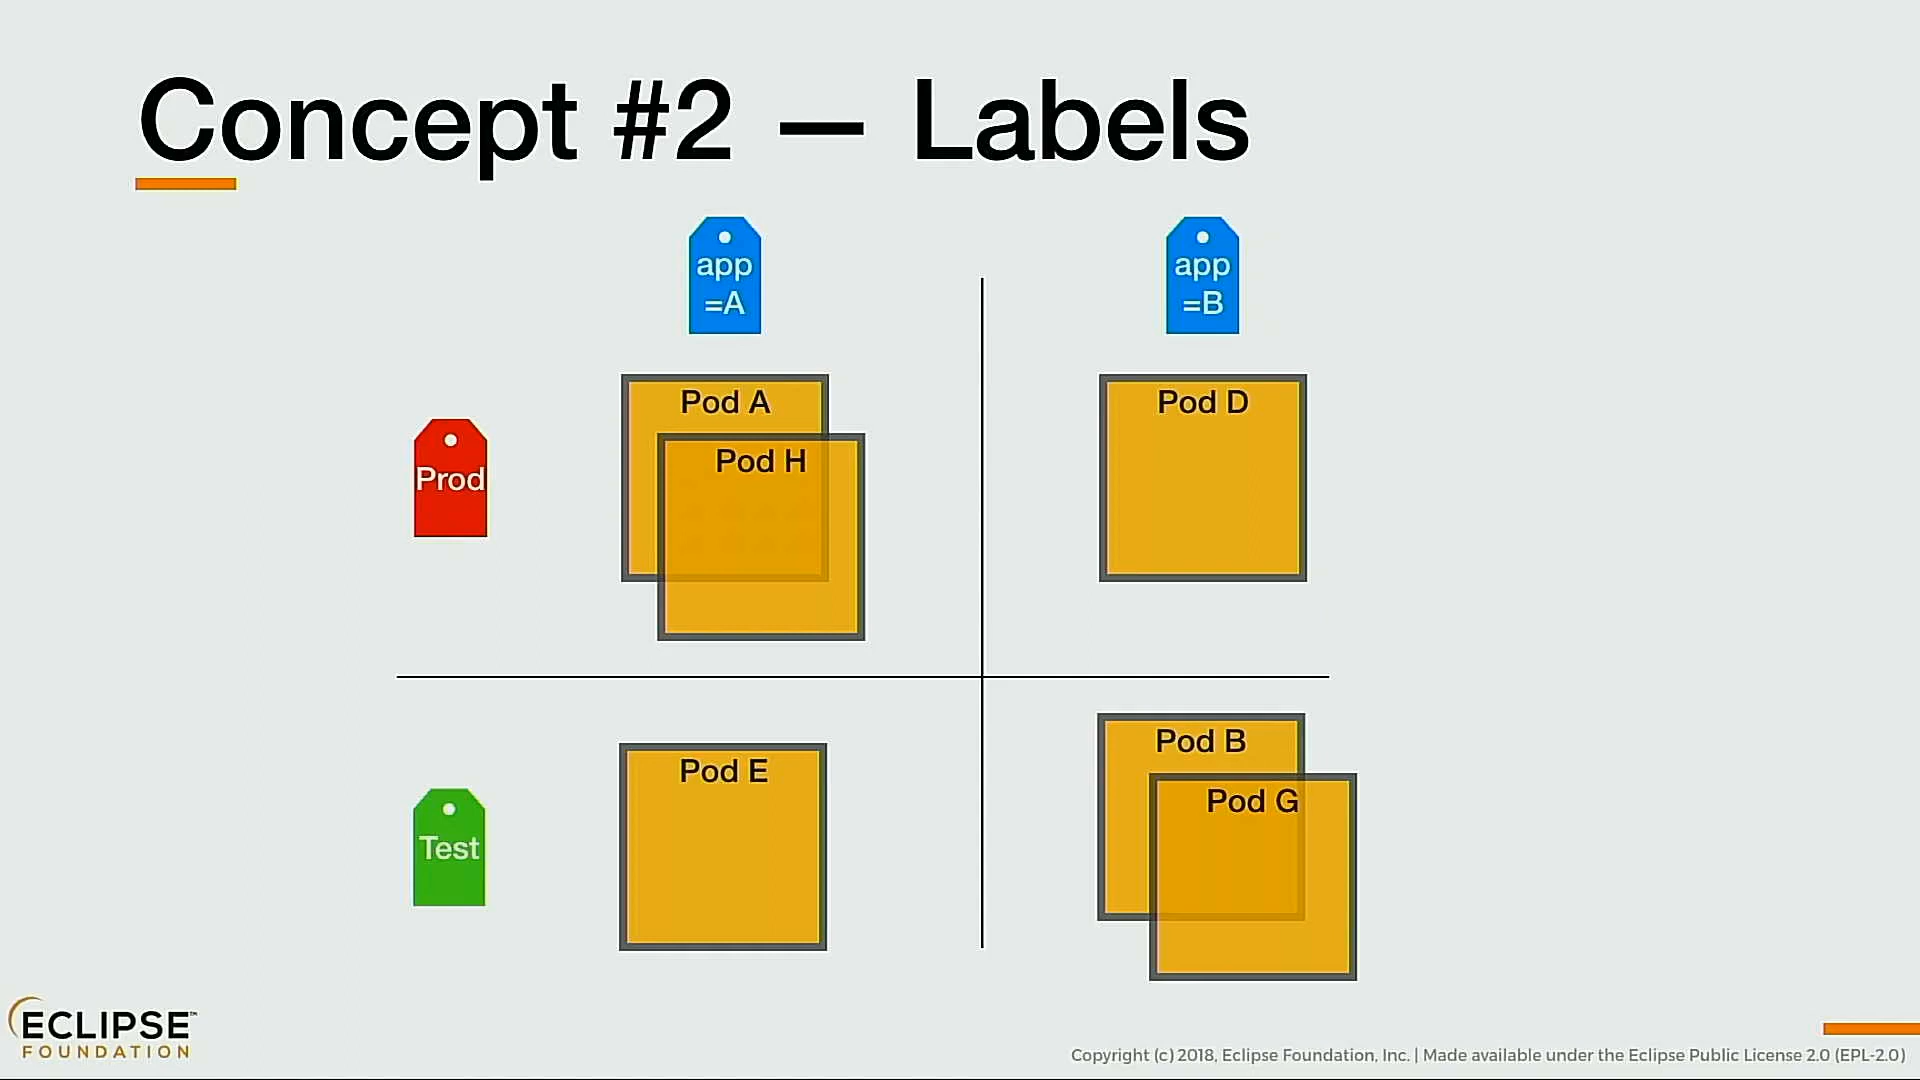 Concept #2 — Labels
app
=A
app
=B
Prod
Pod A
Pod H
Pod D
Test
Pod E
Pod B
Pod G
ECLIPSE™
FOUNDATION
Copyright (c) 2018, Eclipse Foundation, Inc. | Made available under the Eclipse Public License 2.0 (EPL-2.0)